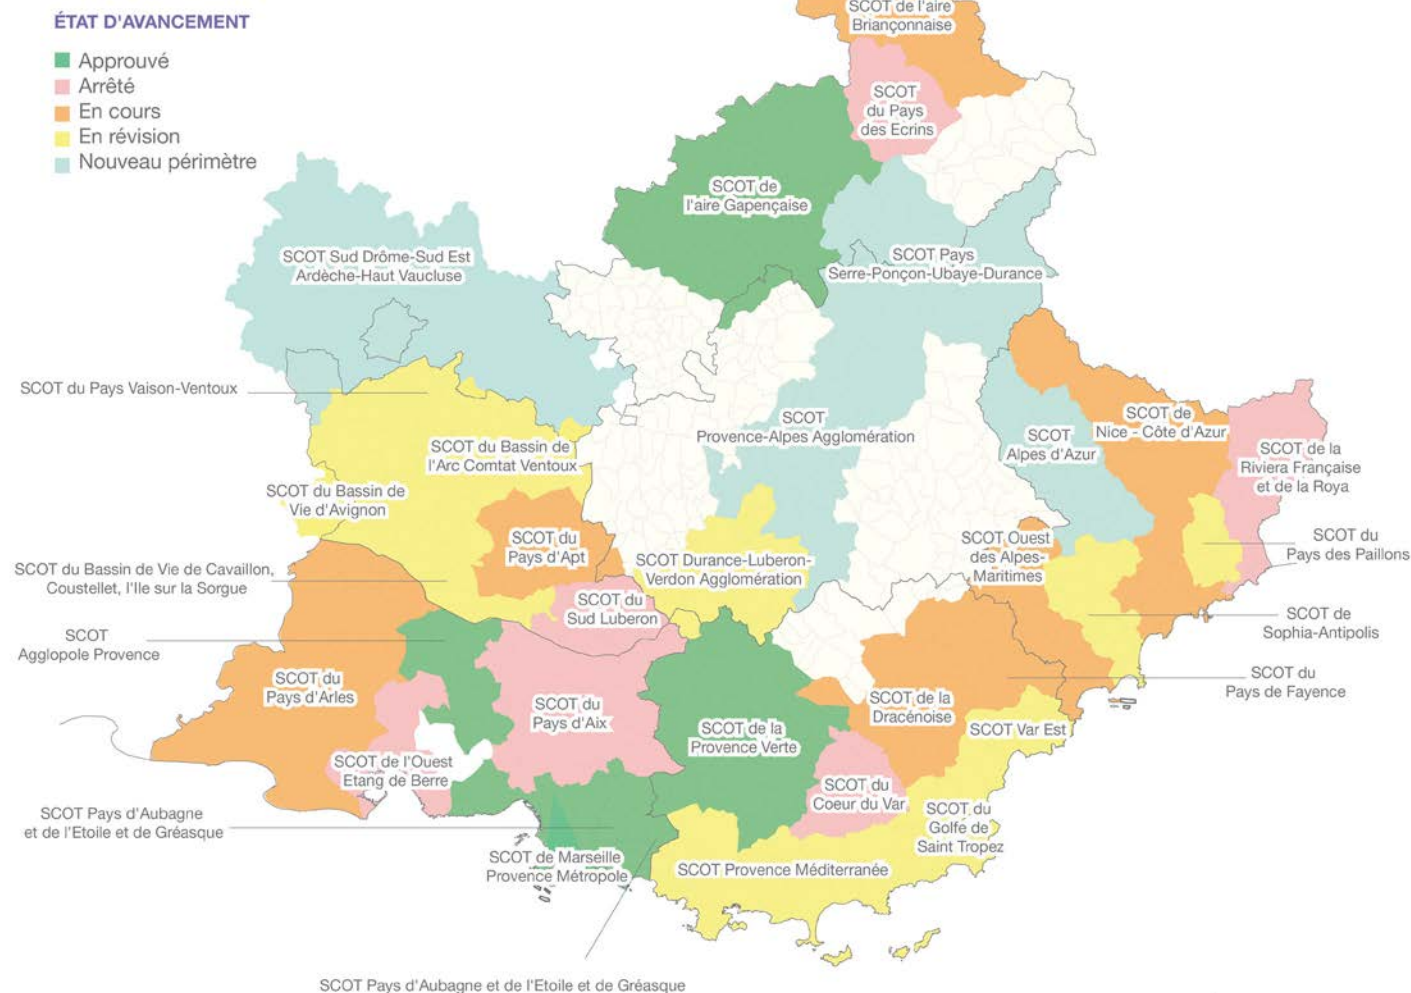 ÉTAT D'AVANCEMENT
Approuvé
Arrêté
En cours
En révision
Nouveau périmètre
SCOT de l'aire
Briançonnaise
SCOT
du Pays
des Ecrins
SCOT de
l'aire Gapençaise
SCOT Sud Drôme-Sud Est
Ardèche-Haut Vaucluse
SCOT Pays
Serre-Ponçon-Ubaye-Durance
SCOT du Pays Vaison-Ventoux
SCOT
Provence-Alpes Agglomération
SCOT de
Nice - Côte d'Azur
SCOT
Alpes d'Azur
SCOT de la
Riviera Française
et de la Roya
SCOT du Bassin de
l'Arc Comtat Ventoux
SCOT du Bassin de
Vie d'Avignon
SCOT du
Pays d'Apt
SCOT Durance-Luberon-
Verdon Agglomération
SCOT Ouest
des Alpes-
Maritimes
SCOT du
Pays des Paillons
SCOT du Bassin de Vie de Cavaillon,
Coustellet, l'Ile sur la Sorgue
SCOT du
Sud Luberon
SCOT de
Sophia-Antipolis
SCOT
Agglopole Provence
SCOT du
Pays d'Arles
SCOT du
Pays d'Aix
SCOT de la
Dracénoise
SCOT du
Pays de Fayence
SCOT de la
Provence Verte
SCOT Var Est
SCOT de l'Ouest
Etang de Berre
SCOT du
Coeur du Var
SCOT du
Golfe de
Saint Tropez
SCOT Pays d'Aubagne
et de l'Etoile et de Gréasque
SCOT de Marseille
Provence Métropole
SCOT Provence Méditerranée
SCOT Pays d'Aubagne et de l'Etoile et de Gréasque